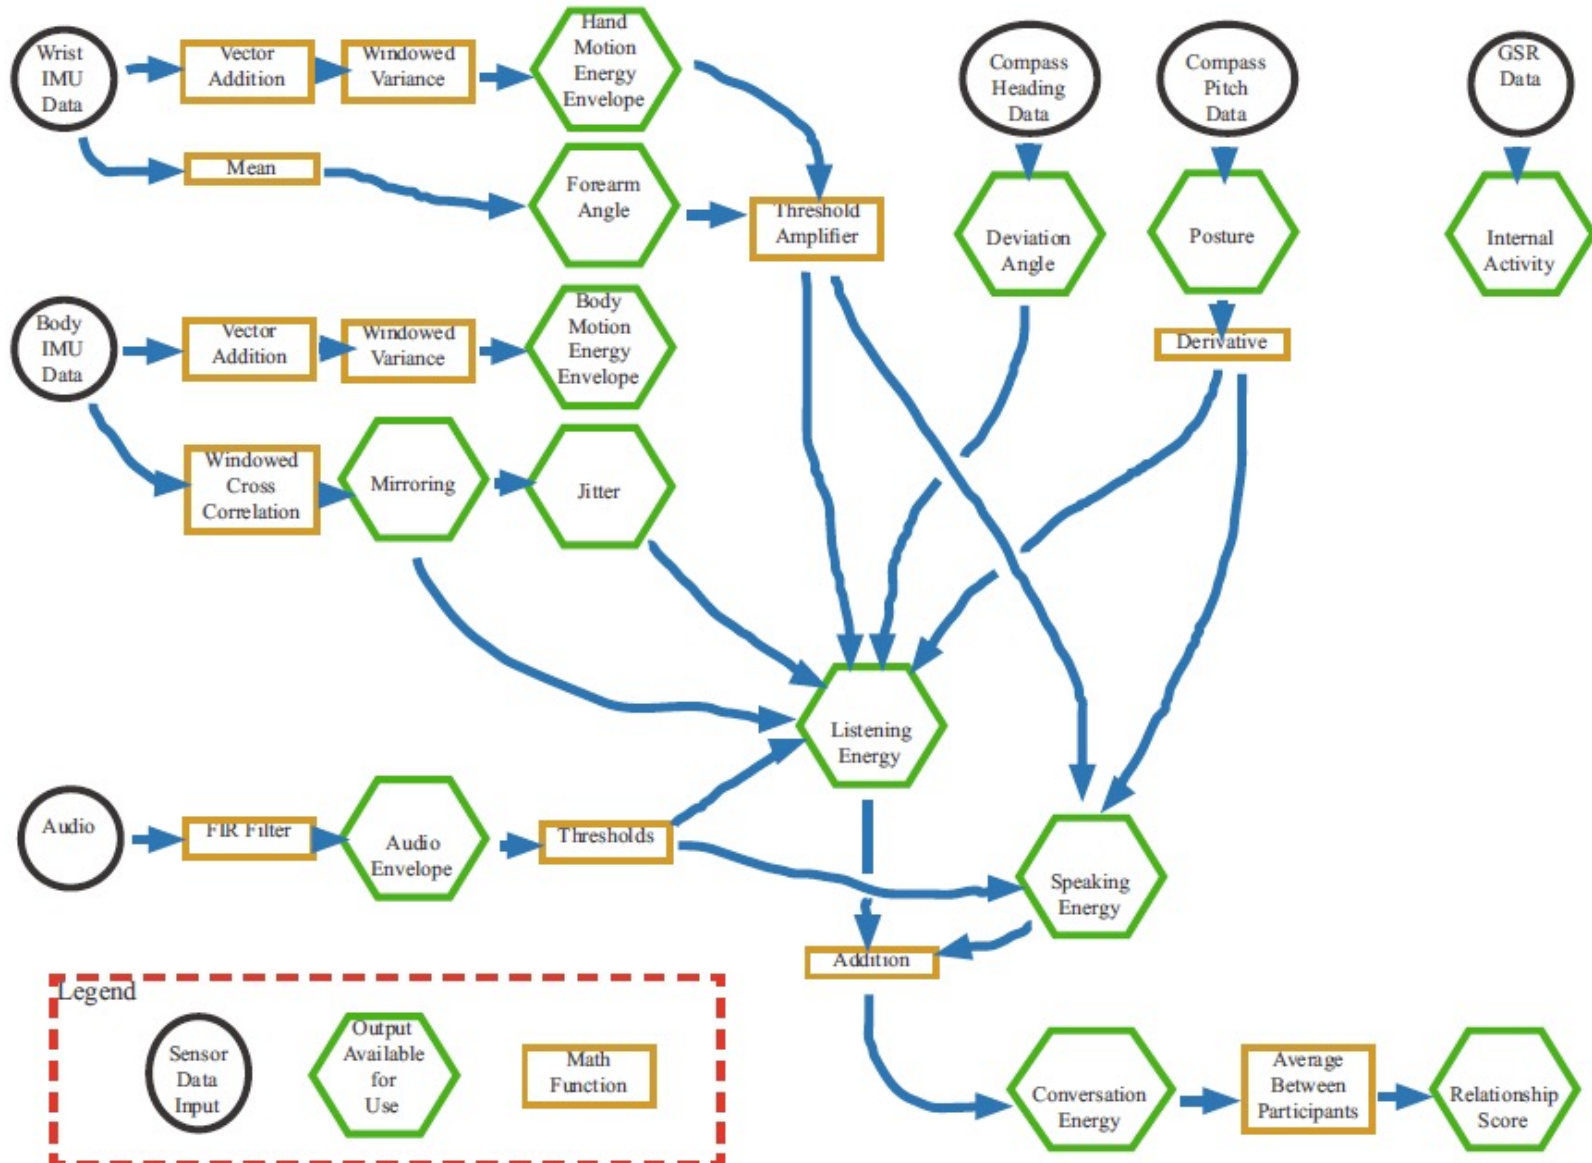 Wrist
IMU
Data
Vector
Addition
Windowed
Variance
Hand
Motion
Energy
Envelope
Compass
Heading
Data
Compass
Pitch
Data
GSR
Data
Mean
Forearm
Angle
Threshold
Amplifier
Deviation
Angle
Posture
Internal
Activity
Body
IMU
Data
Vector
Addition
Windowed
Variance
Body
Motion
Energy
Envelope
Derivative
Windowed
Cross
Correlation
Mirroring
Jitter
Listening
Energy
Audio
FIR Filter
Audio
Envelope
Thresholds
Speaking
Energy
Addition
Legend
Sensor
Data
Input
Output
Available
for
Use
Math
Function
Conversation
Energy
Average
Between
Participants
Relationship
Score